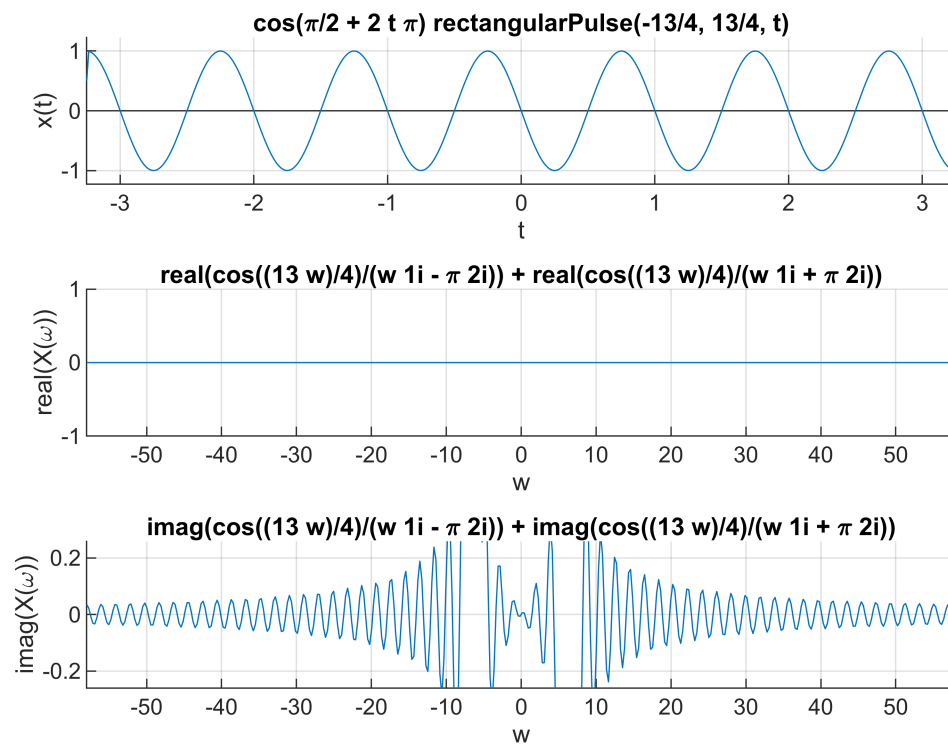 cos(π/2 + 2 t π) rectangularPulse(-13/4, 13/4, t)
1
0
-1
x(t)
-3 -2 -1 0 1 2 3
t
real(cos((13 w)/4)/(w 1i - π 2i)) + real(cos((13 w)/4)/(w 1i + π 2i))
1
0
-1
real(X(ω))
-50 -40 -30 -20 -10 0 10 20 30 40 50
w
imag(cos((13 w)/4)/(w 1i - π 2i)) + imag(cos((13 w)/4)/(w 1i + π 2i))
0.2
0
-0.2
imag(X(ω))
-50 -40 -30 -20 -10 0 10 20 30 40 50
w